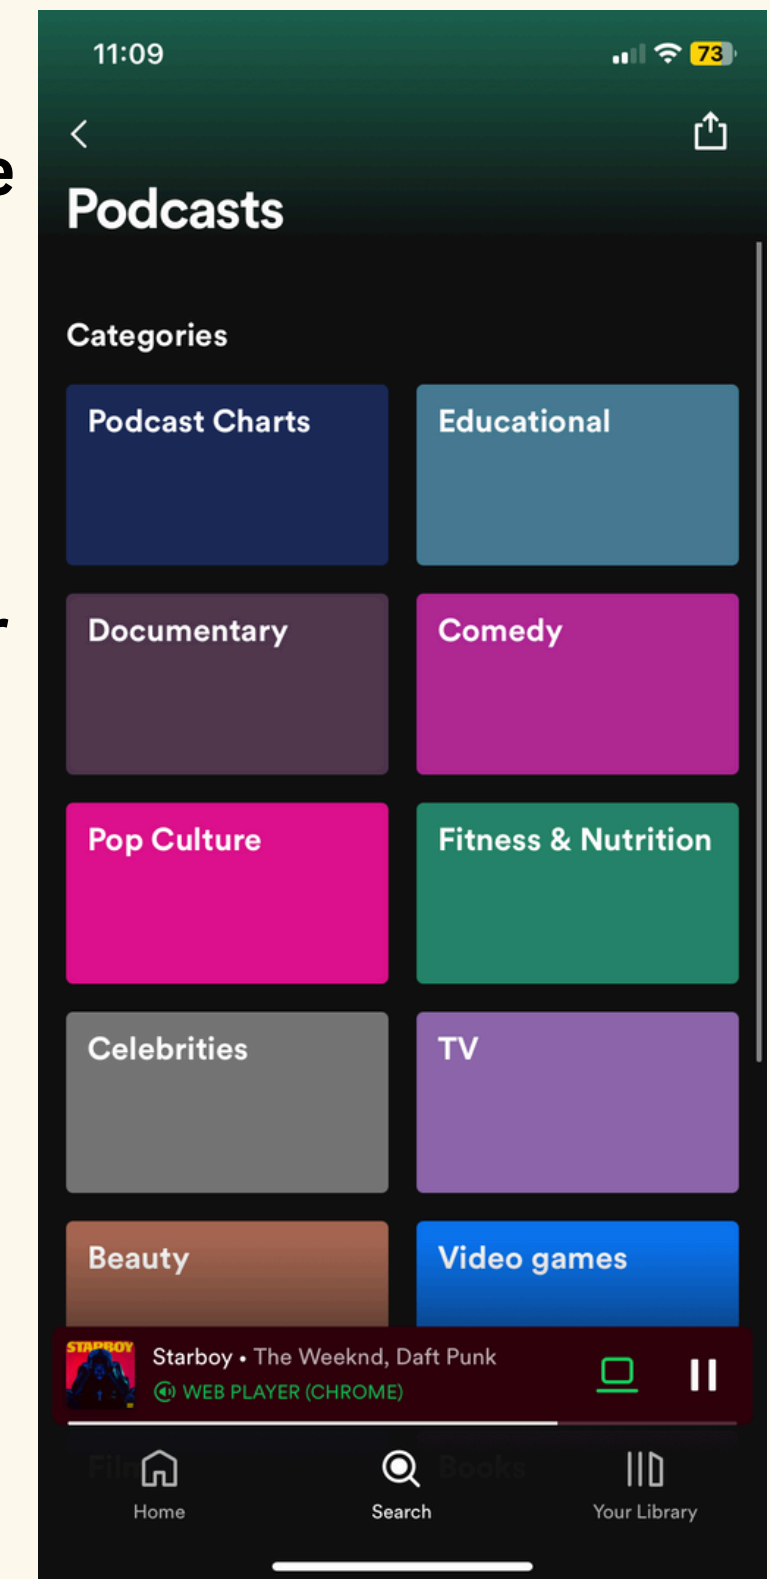 11:09
73
e
Podcasts
Categories
Podcast Charts
Educational
Documentary
Comedy
r
Pop Culture
Fitness & Nutrition
Celebrities
TV
Beauty
Video games
STARBOY
Starboy • The Weeknd, Daft Punk
WEB PLAYER (CHROME)
Books
Home
Search
Your Library